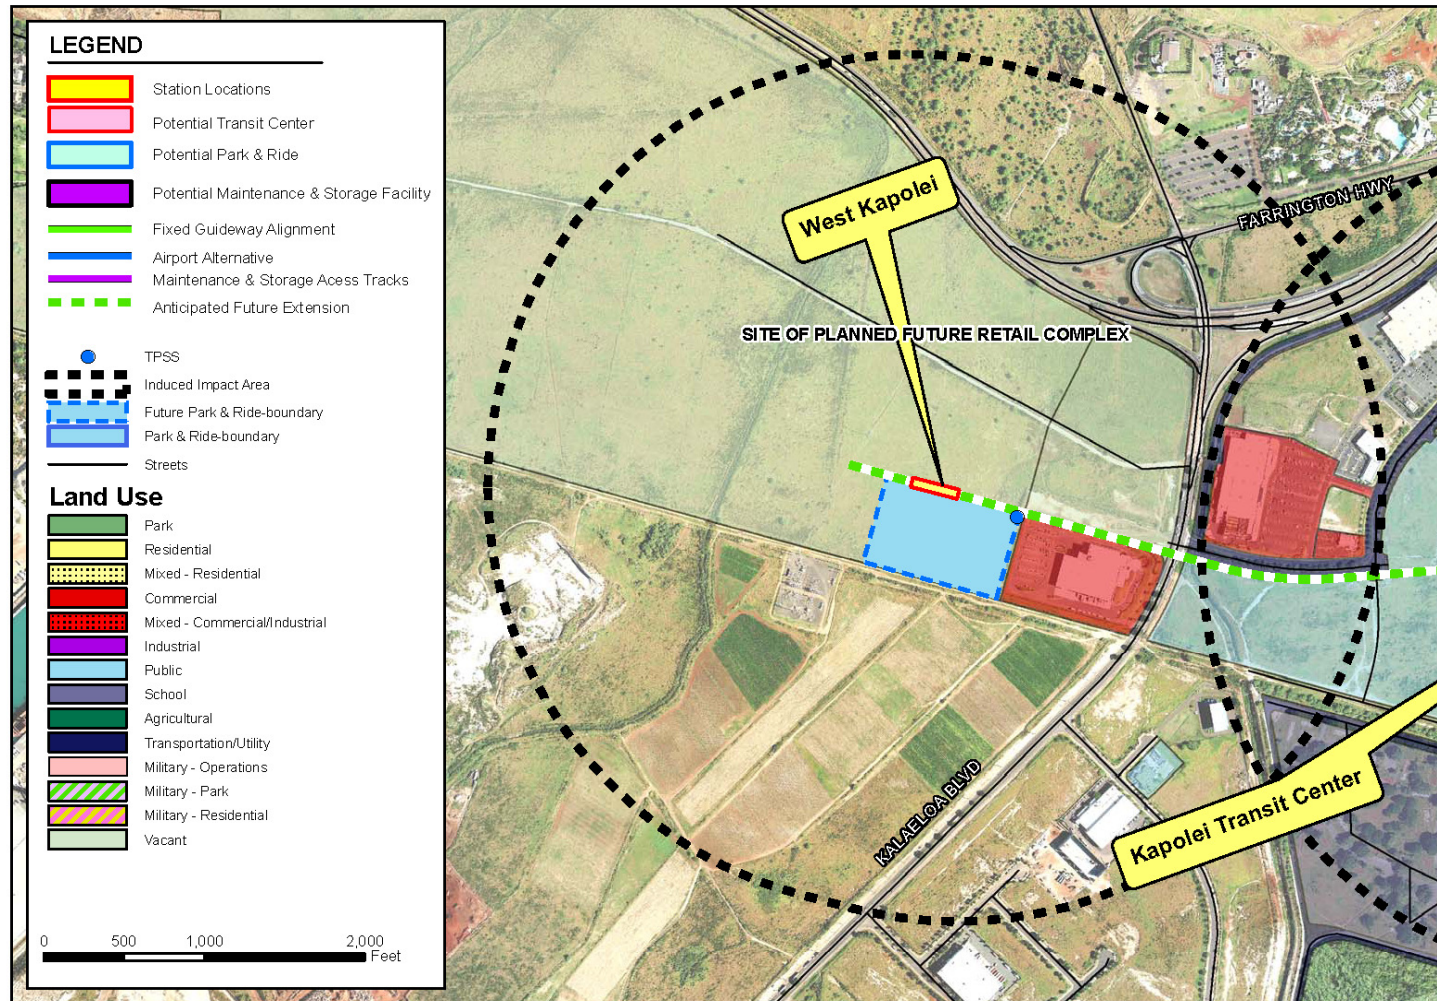 LEGEND
Station Locations
Potential Transit Center
Potential Park & Ride
Potential Maintenance & Storage Facility
Fixed Guideway Alignment
Airport Alternative
Maintenance & Storage Acess Tracks
Anticipated Future Extension
TPSS
Induced Impact Area
Future Park & Ride-boundary
Park & Ride-boundary
Streets
Land Use
Park
Residential
Mixed - Residential
Commercial
Mixed - Commercial/Industrial
Industrial
Public
School
Agricultural
Transportation/Utility
Military - Operations
Military - Park
Military - Residential
Vacant
0 500 1,000 2,000
Feet
West Kapolei
FARRINGTON HWY
SITE OF PLANNED FUTURE RETAIL COMPLEX
KALAELOA BLVD
Kapolei Transit Center